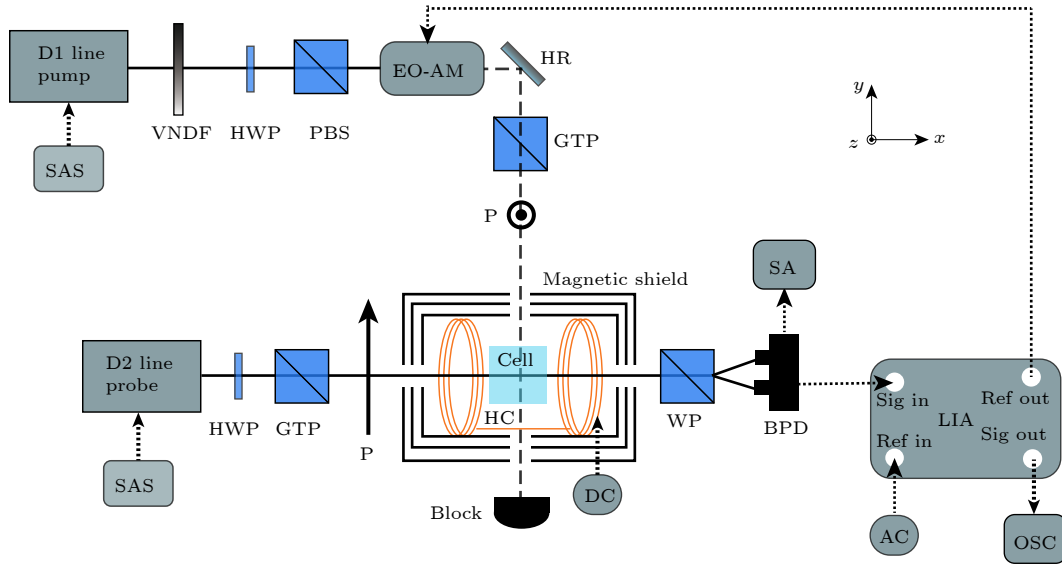 D1 line
pump
SAS
VNDF
HWP
PBS
EO-AM
HR
GTP
P
y
z
x
Magnetic shield
SA
D2 line
probe
SAS
HWP
GTP
P
Cell
HC
DC
Block
WP
BPD
Sig in
Ref out
LIA
Ref in
Sig out
AC
OSC